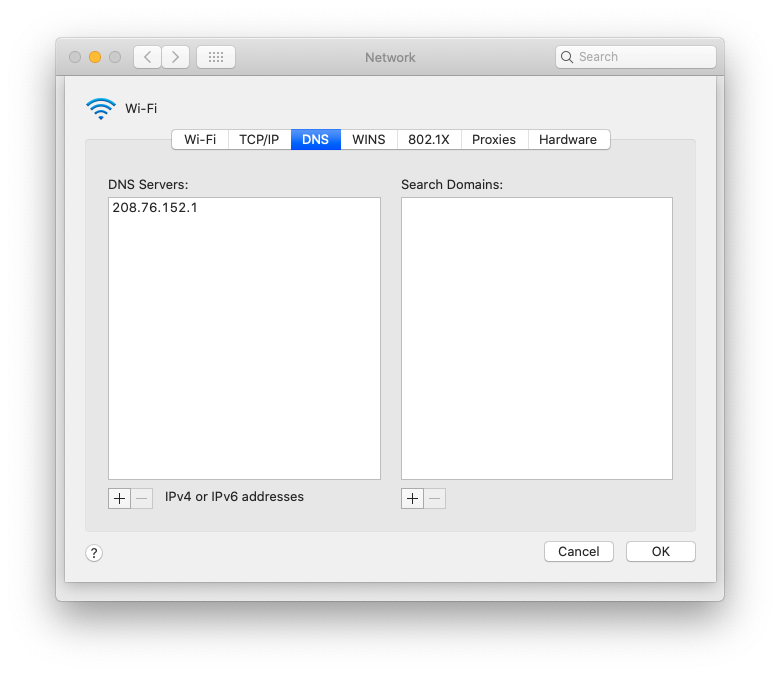 Network
Search
Wi-Fi
Wi-Fi TCP/IP DNS WINS 802.1X Proxies Hardware
DNS Servers:
208.76.152.1
Search Domains:
+ − IPv4 or IPv6 addresses
+ −
?
Cancel OK